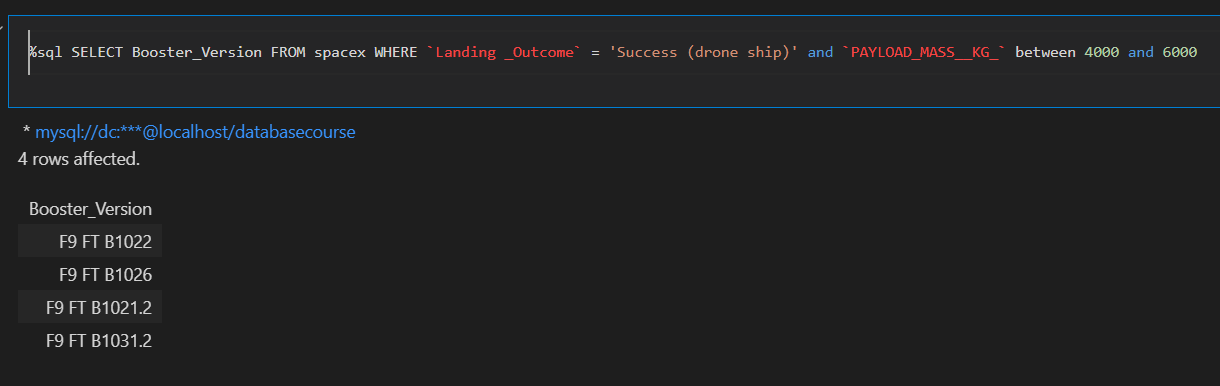 %sql SELECT Booster_Version FROM spacex WHERE `Landing _Outcome` = 'Success (drone ship)' and `PAYLOAD_MASS__KG_` between 4000 and 6000
* mysql://dc:***@localhost/databasecourse
4 rows affected.
Booster_Version
F9 FT B1022
F9 FT B1026
F9 FT B1021.2
F9 FT B1031.2